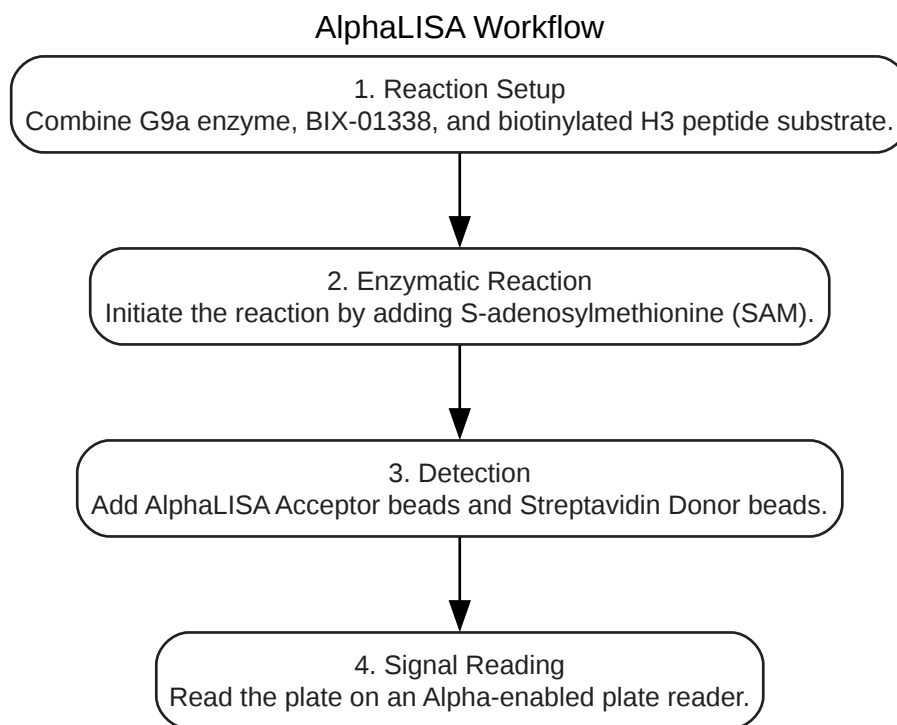 AlphaLISA Workflow
1. Reaction Setup
Combine G9a enzyme, BIX-01338, and biotinylated H3 peptide substrate.
2. Enzymatic Reaction
Initiate the reaction by adding S-adenosylmethionine (SAM).
3. Detection
Add AlphaLISA Acceptor beads and Streptavidin Donor beads.
4. Signal Reading
Read the plate on an Alpha-enabled plate reader.